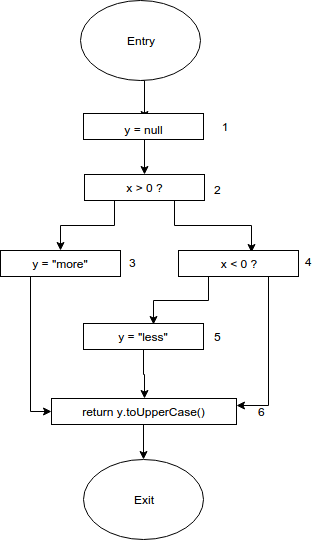 Entry
y = null
1
x > 0 ?
2
y = "more"
3
x < 0 ?
4
y = "less"
5
return y.toUpperCase()
6
Exit